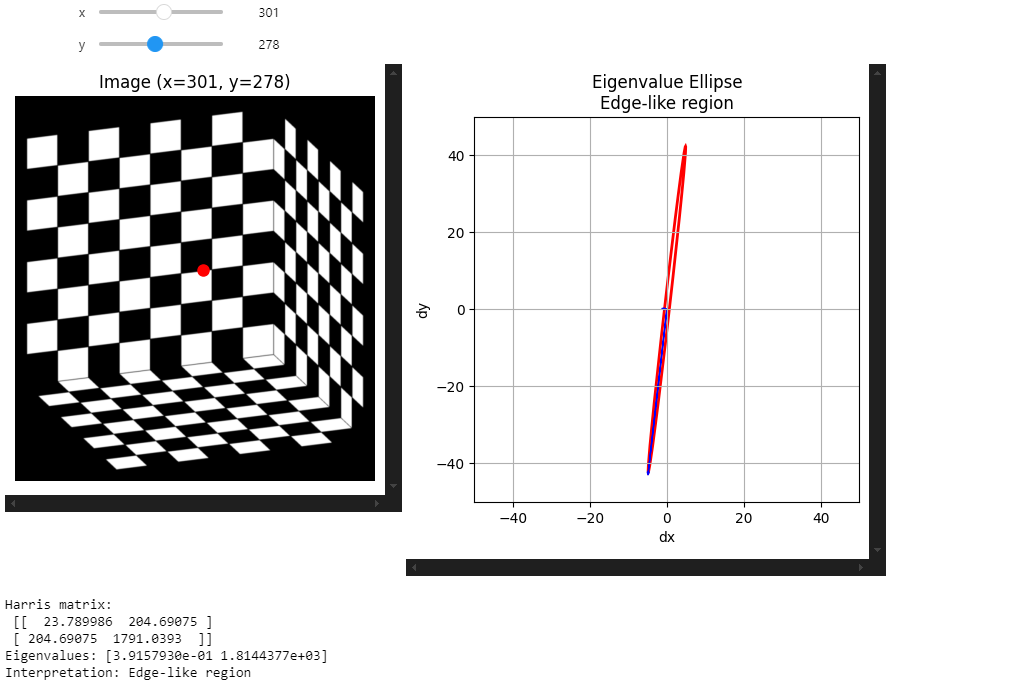 x 301
y 278
Image (x=301, y=278)
Eigenvalue Ellipse
Edge-like region
40
20
0
−20
−40
dy
−40 −20 0 20 40
dx
Harris matrix:
[[ 23.789986 204.69075 ]
[ 204.69075 1791.0393 ]]
Eigenvalues: [3.9157930e-01 1.8144377e+03]
Interpretation: Edge-like region